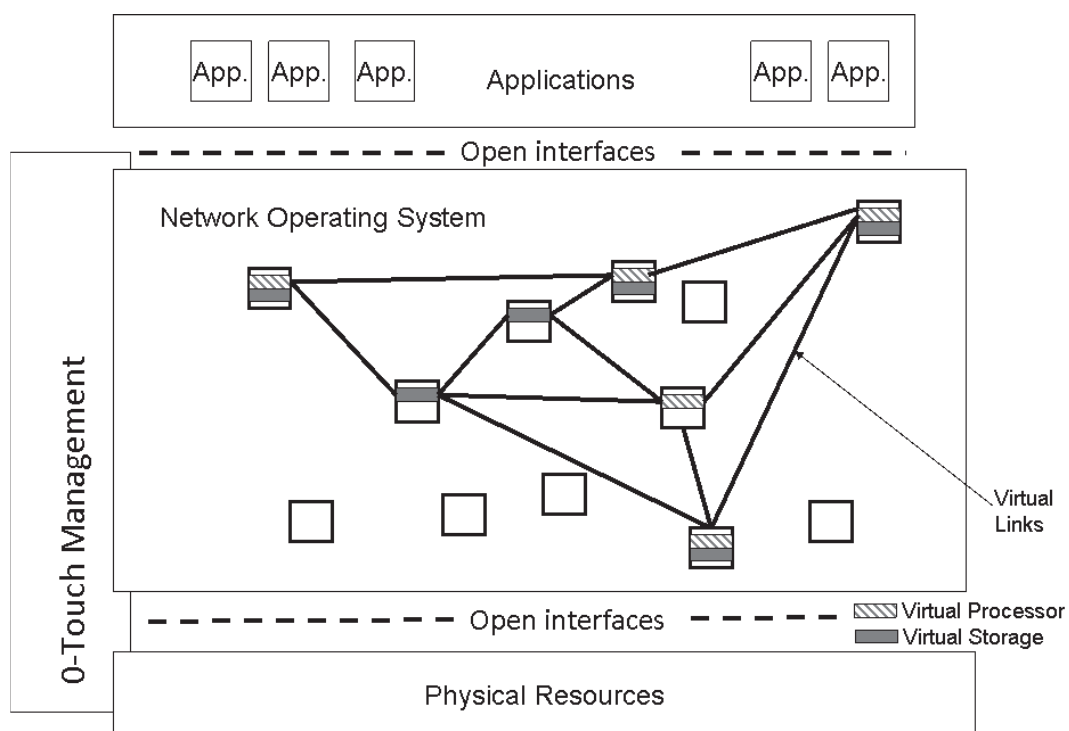 App. App. App. Applications App. App.
Open interfaces
Network Operating System
0-Touch Management
Virtual
Links
Open interfaces
Virtual Processor
Virtual Storage
Physical Resources